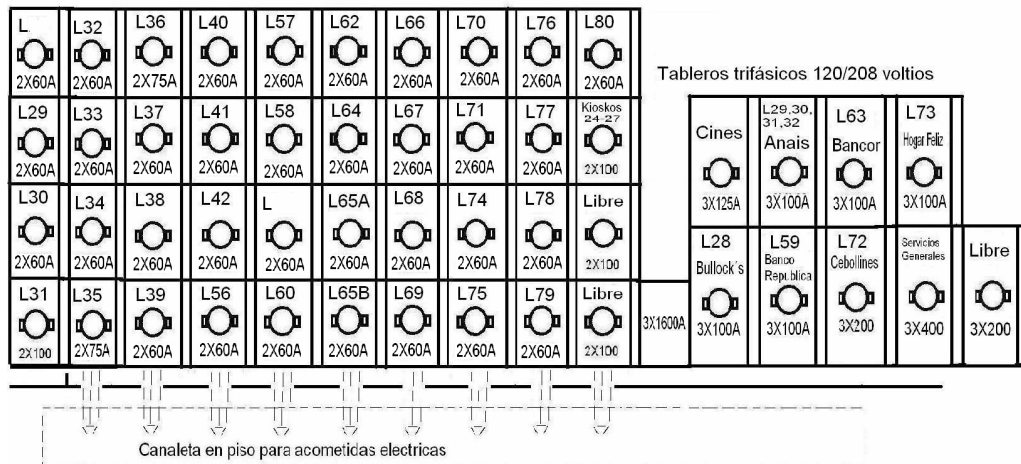 L L32 L36 L40 L57 L62 L66 L70 L76 L80
2X60A 2X60A 2X75A 2X60A 2X60A 2X60A 2X60A 2X60A 2X60A 2X60A
Tableros trifásicos 120/208 voltios
L29 L33 L37 L41 L58 L64 L67 L71 L77 Kioskos
24-27
2X60A 2X60A 2X60A 2X60A 2X60A 2X60A 2X60A 2X60A 2X60A 2X100
Cines L29,30, L63 L73
31,32
Anais Bancor Hogar Feliz
3X125A 3X100A 3X100A 3X100A
L30 L34 L38 L42 L L65A L68 L74 L78 Libre
2X60A 2X60A 2X60A 2X60A 2X60A 2X60A 2X60A 2X60A 2X60A 2X100
L28 L59 L72 Servicios Libre
Bullock´s Banco Cebollines Generales
Republica
3X100A 3X100A 3X200 3X400 3X200
L31 L35 L39 L56 L60 L65B L69 L75 L79 Libre
3X1600A
2X100 2X75A 2X60A 2X60A 2X60A 2X60A 2X60A 2X60A 2X60A 2X100
Canaleta en piso para acometidas electricas